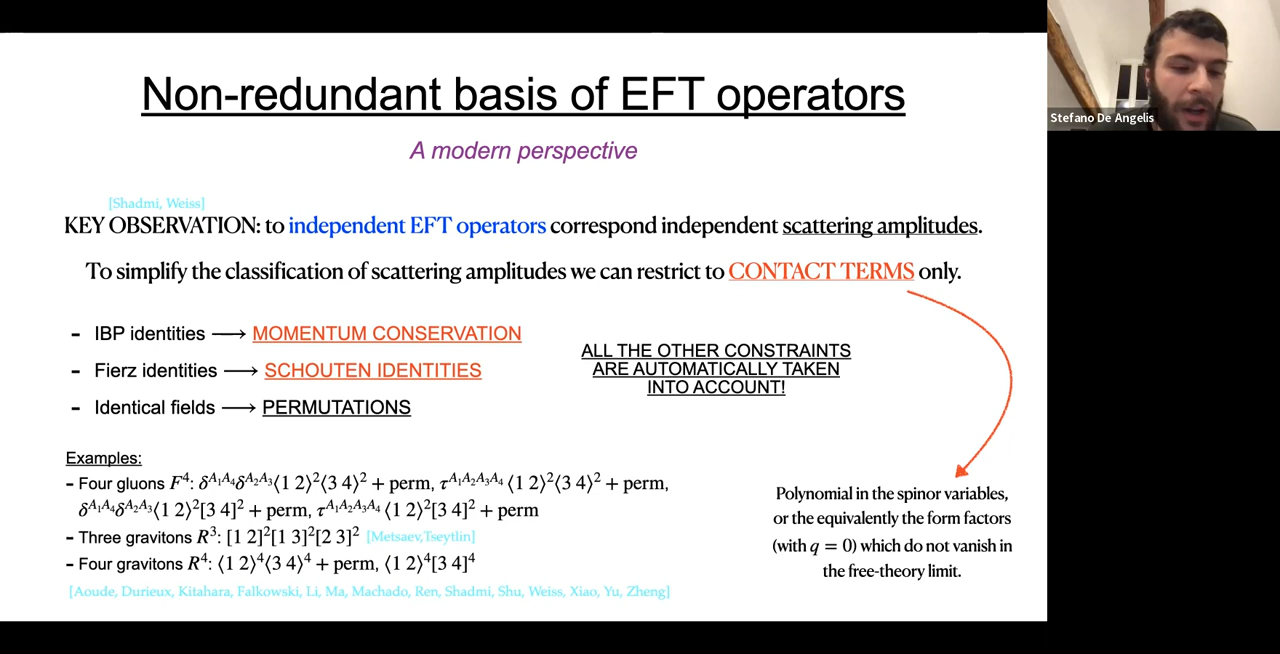 Non-redundant basis of EFT operators
A modern perspective
[Shadmi, Weiss]
KEY OBSERVATION: to independent EFT operators correspond independent scattering amplitudes.
To simplify the classification of scattering amplitudes we can restrict to CONTACT TERMS only.
- IBP identities ⟶ MOMENTUM CONSERVATION
- Fierz identities ⟶ SCHOUTEN IDENTITIES
- Identical fields ⟶ PERMUTATIONS
ALL THE OTHER CONSTRAINTS
ARE AUTOMATICALLY TAKEN
INTO ACCOUNT!
Examples:
- Four gluons F⁴: δ^{A₁A₄}δ^{A₂A₃}⟨1 2⟩²⟨3 4⟩² + perm, τ^{A₁A₂A₃A₄}⟨1 2⟩²⟨3 4⟩² + perm,
δ^{A₁A₄}δ^{A₂A₃}⟨1 2⟩²[3 4]² + perm, τ^{A₁A₂A₃A₄}⟨1 2⟩²[3 4]² + perm
- Three gravitons R³: [1 2]²[1 3]²[2 3]² [Metsaev,Tseytlin]
- Four gravitons R⁴: ⟨1 2⟩⁴⟨3 4⟩⁴ + perm, ⟨1 2⟩⁴[3 4]⁴
[Aoude, Durieux, Kitahara, Falkowski, Li, Ma, Machado, Ren, Shadmi, Shu, Weiss, Xiao, Yu, Zheng]
Polynomial in the spinor variables,
or the equivalently the form factors
(with q = 0) which do not vanish in
the free-theory limit.
Stefano De Angelis